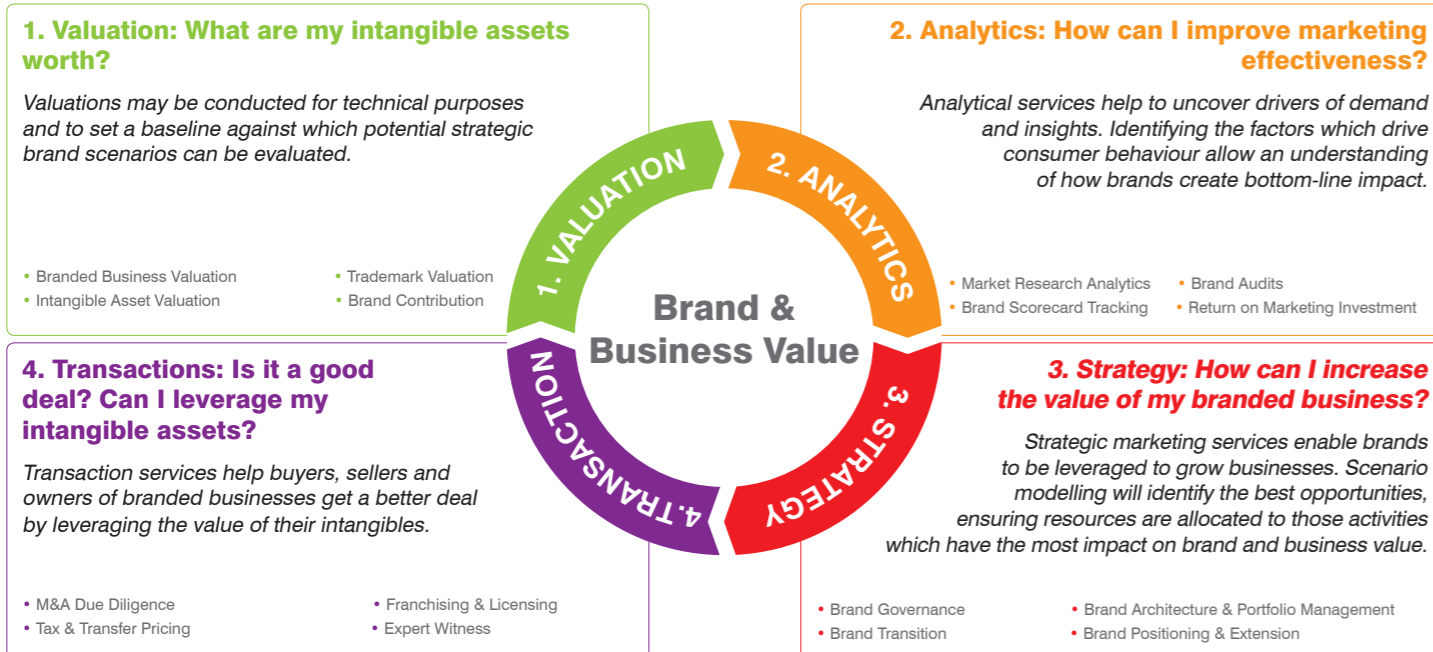 1. Valuation: What are my intangible assets
worth?
Valuations may be conducted for technical purposes
and to set a baseline against which potential strategic
brand scenarios can be evaluated.
• Branded Business Valuation
• Trademark Valuation
• Intangible Asset Valuation
• Brand Contribution
2. Analytics: How can I improve marketing
effectiveness?
Analytical services help to uncover drivers of demand
and insights. Identifying the factors which drive
consumer behaviour allow an understanding
of how brands create bottom-line impact.
• Market Research Analytics
• Brand Audits
• Brand Scorecard Tracking
• Return on Marketing Investment
1. VALUATION
2. ANALYTICS
3. STRATEGY
4.TRANSACTION
Brand &
Business Value
4. Transactions: Is it a good
deal? Can I leverage my
intangible assets?
Transaction services help buyers, sellers and
owners of branded businesses get a better deal
by leveraging the value of their intangibles.
• M&A Due Diligence
• Franchising & Licensing
• Tax & Transfer Pricing
• Expert Witness
3. Strategy: How can I increase
the value of my branded business?
Strategic marketing services enable brands
to be leveraged to grow businesses. Scenario
modelling will identify the best opportunities,
ensuring resources are allocated to those activities
which have the most impact on brand and business value.
• Brand Governance
• Brand Architecture & Portfolio Management
• Brand Transition
• Brand Positioning & Extension